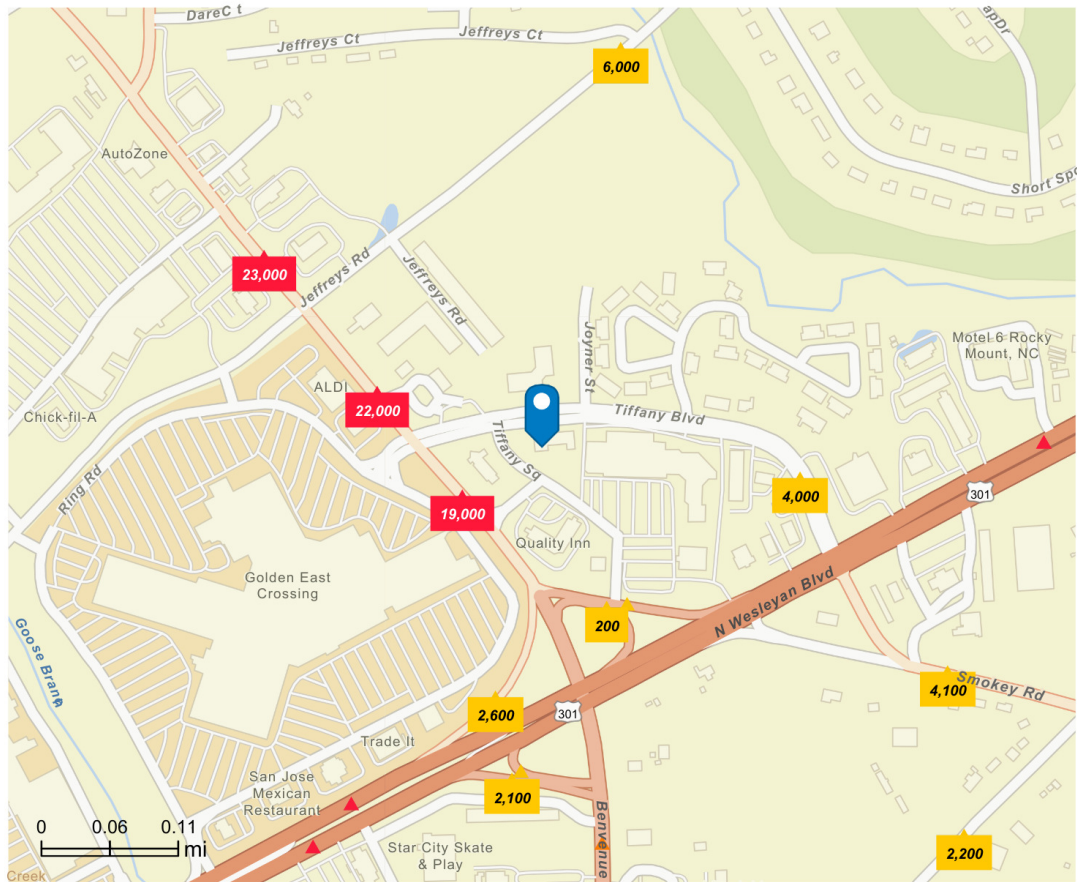 DareC t
Jeffreys Ct
Jeffreys Ct
6,000
Short Spo
AutoZone
23,000
Jeffreys Rd
Jeffreys Rd
Joyner St
Motel 6 Rocky
Mount, NC
ALDI
22,000
Chick-fil-A
Tiffany Blvd
Tiffany Sq
Ring Rd
4,000
301
19,000
Quality Inn
Golden East
Crossing
N Wesleyan Blvd
200
Goose Branc
2,600
301
4,100
Smokey Rd
Trade It
San Jose
Mexican
Restaurant
2,100
Benvenue
0 0.06 0.11
mi
Star City Skate
& Play
2,200
Creek